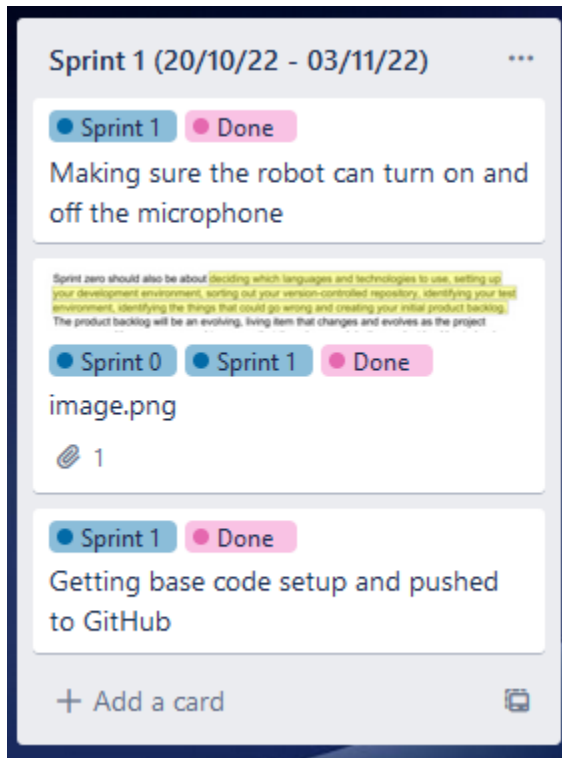 Sprint 1 (20/10/22 - 03/11/22)
Sprint 1 Done
Making sure the robot can turn on and
off the microphone
Sprint zero should also be about deciding which languages and technologies to use, setting up
your development environment, sorting out your version-controlled repository, identifying your test
environment, identifying the things that could go wrong and creating your initial product backlog.
The product backlog will be an evolving, living item that changes and evolves as the project
Sprint 0 Sprint 1 Done
image.png
1
Sprint 1 Done
Getting base code setup and pushed
to GitHub
+ Add a card